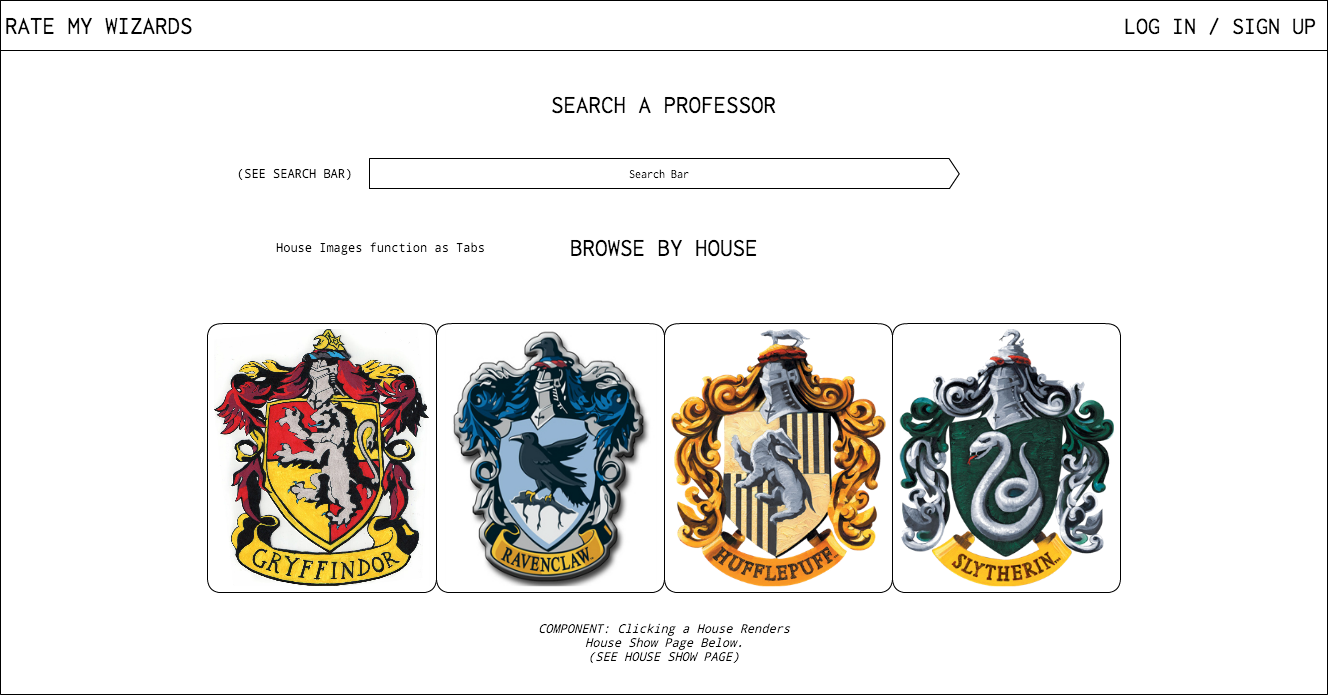 RATE MY WIZARDS
LOG IN / SIGN UP
SEARCH A PROFESSOR
(SEE SEARCH BAR)
Search Bar
House Images function as Tabs
BROWSE BY HOUSE
GRYFFINDOR
RAVENCLAW
HUFFLEPUFF
SLYTHERIN
COMPONENT: Clicking a House Renders
House Show Page Below.
(SEE HOUSE SHOW PAGE)